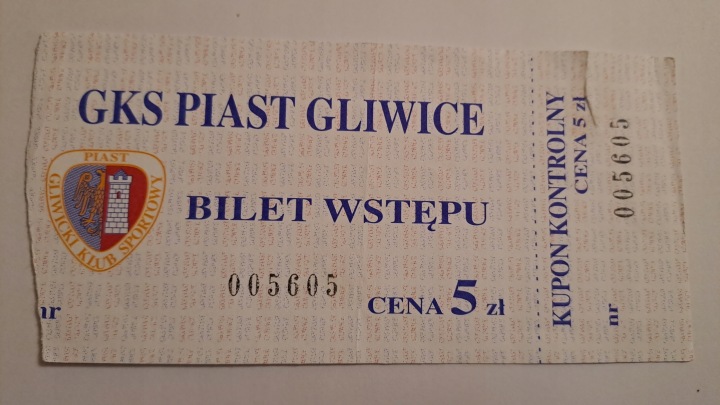 GKS PIAST GLIWICE
PIAST
GLIWICKI KLUB SPORTOWY
BILET WSTĘPU
nr 005605
CENA 5 zł
KUPON KONTROLNY
CENA 5 zł
nr 005605